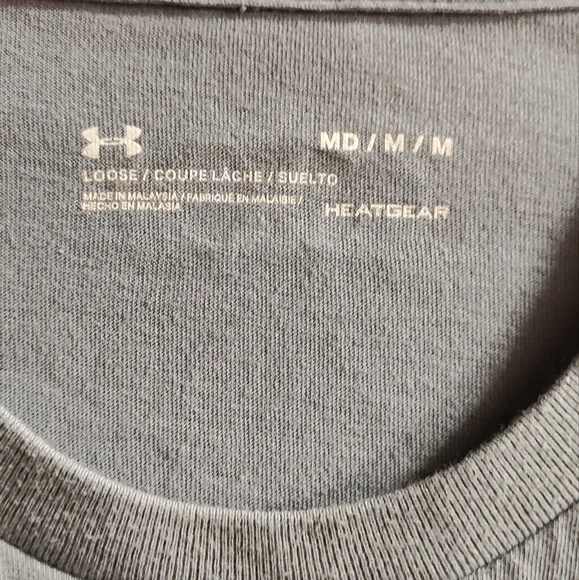 MD / M / M
LOOSE / COUPE LÂCHE / SUELTO
MADE IN MALAYSIA / FABRIQUÉ EN MALAISIE /
HECHO EN MALASIA
HEATGEAR